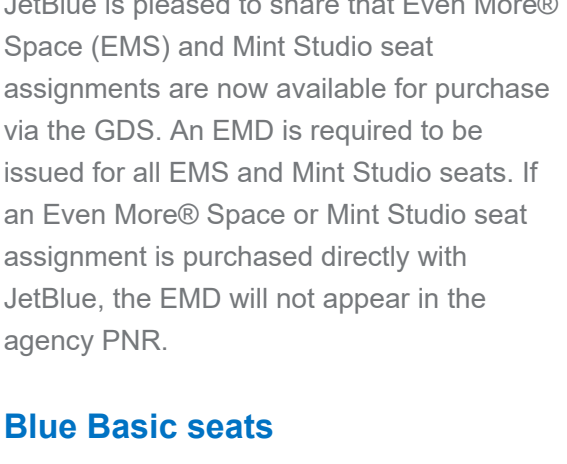 JetBlue is pleased to share that Even More®
Space (EMS) and Mint Studio seat
assignments are now available for purchase
via the GDS. An EMD is required to be
issued for all EMS and Mint Studio seats. If
an Even More® Space or Mint Studio seat
assignment is purchased directly with
JetBlue, the EMD will not appear in the
agency PNR.
Blue Basic seats